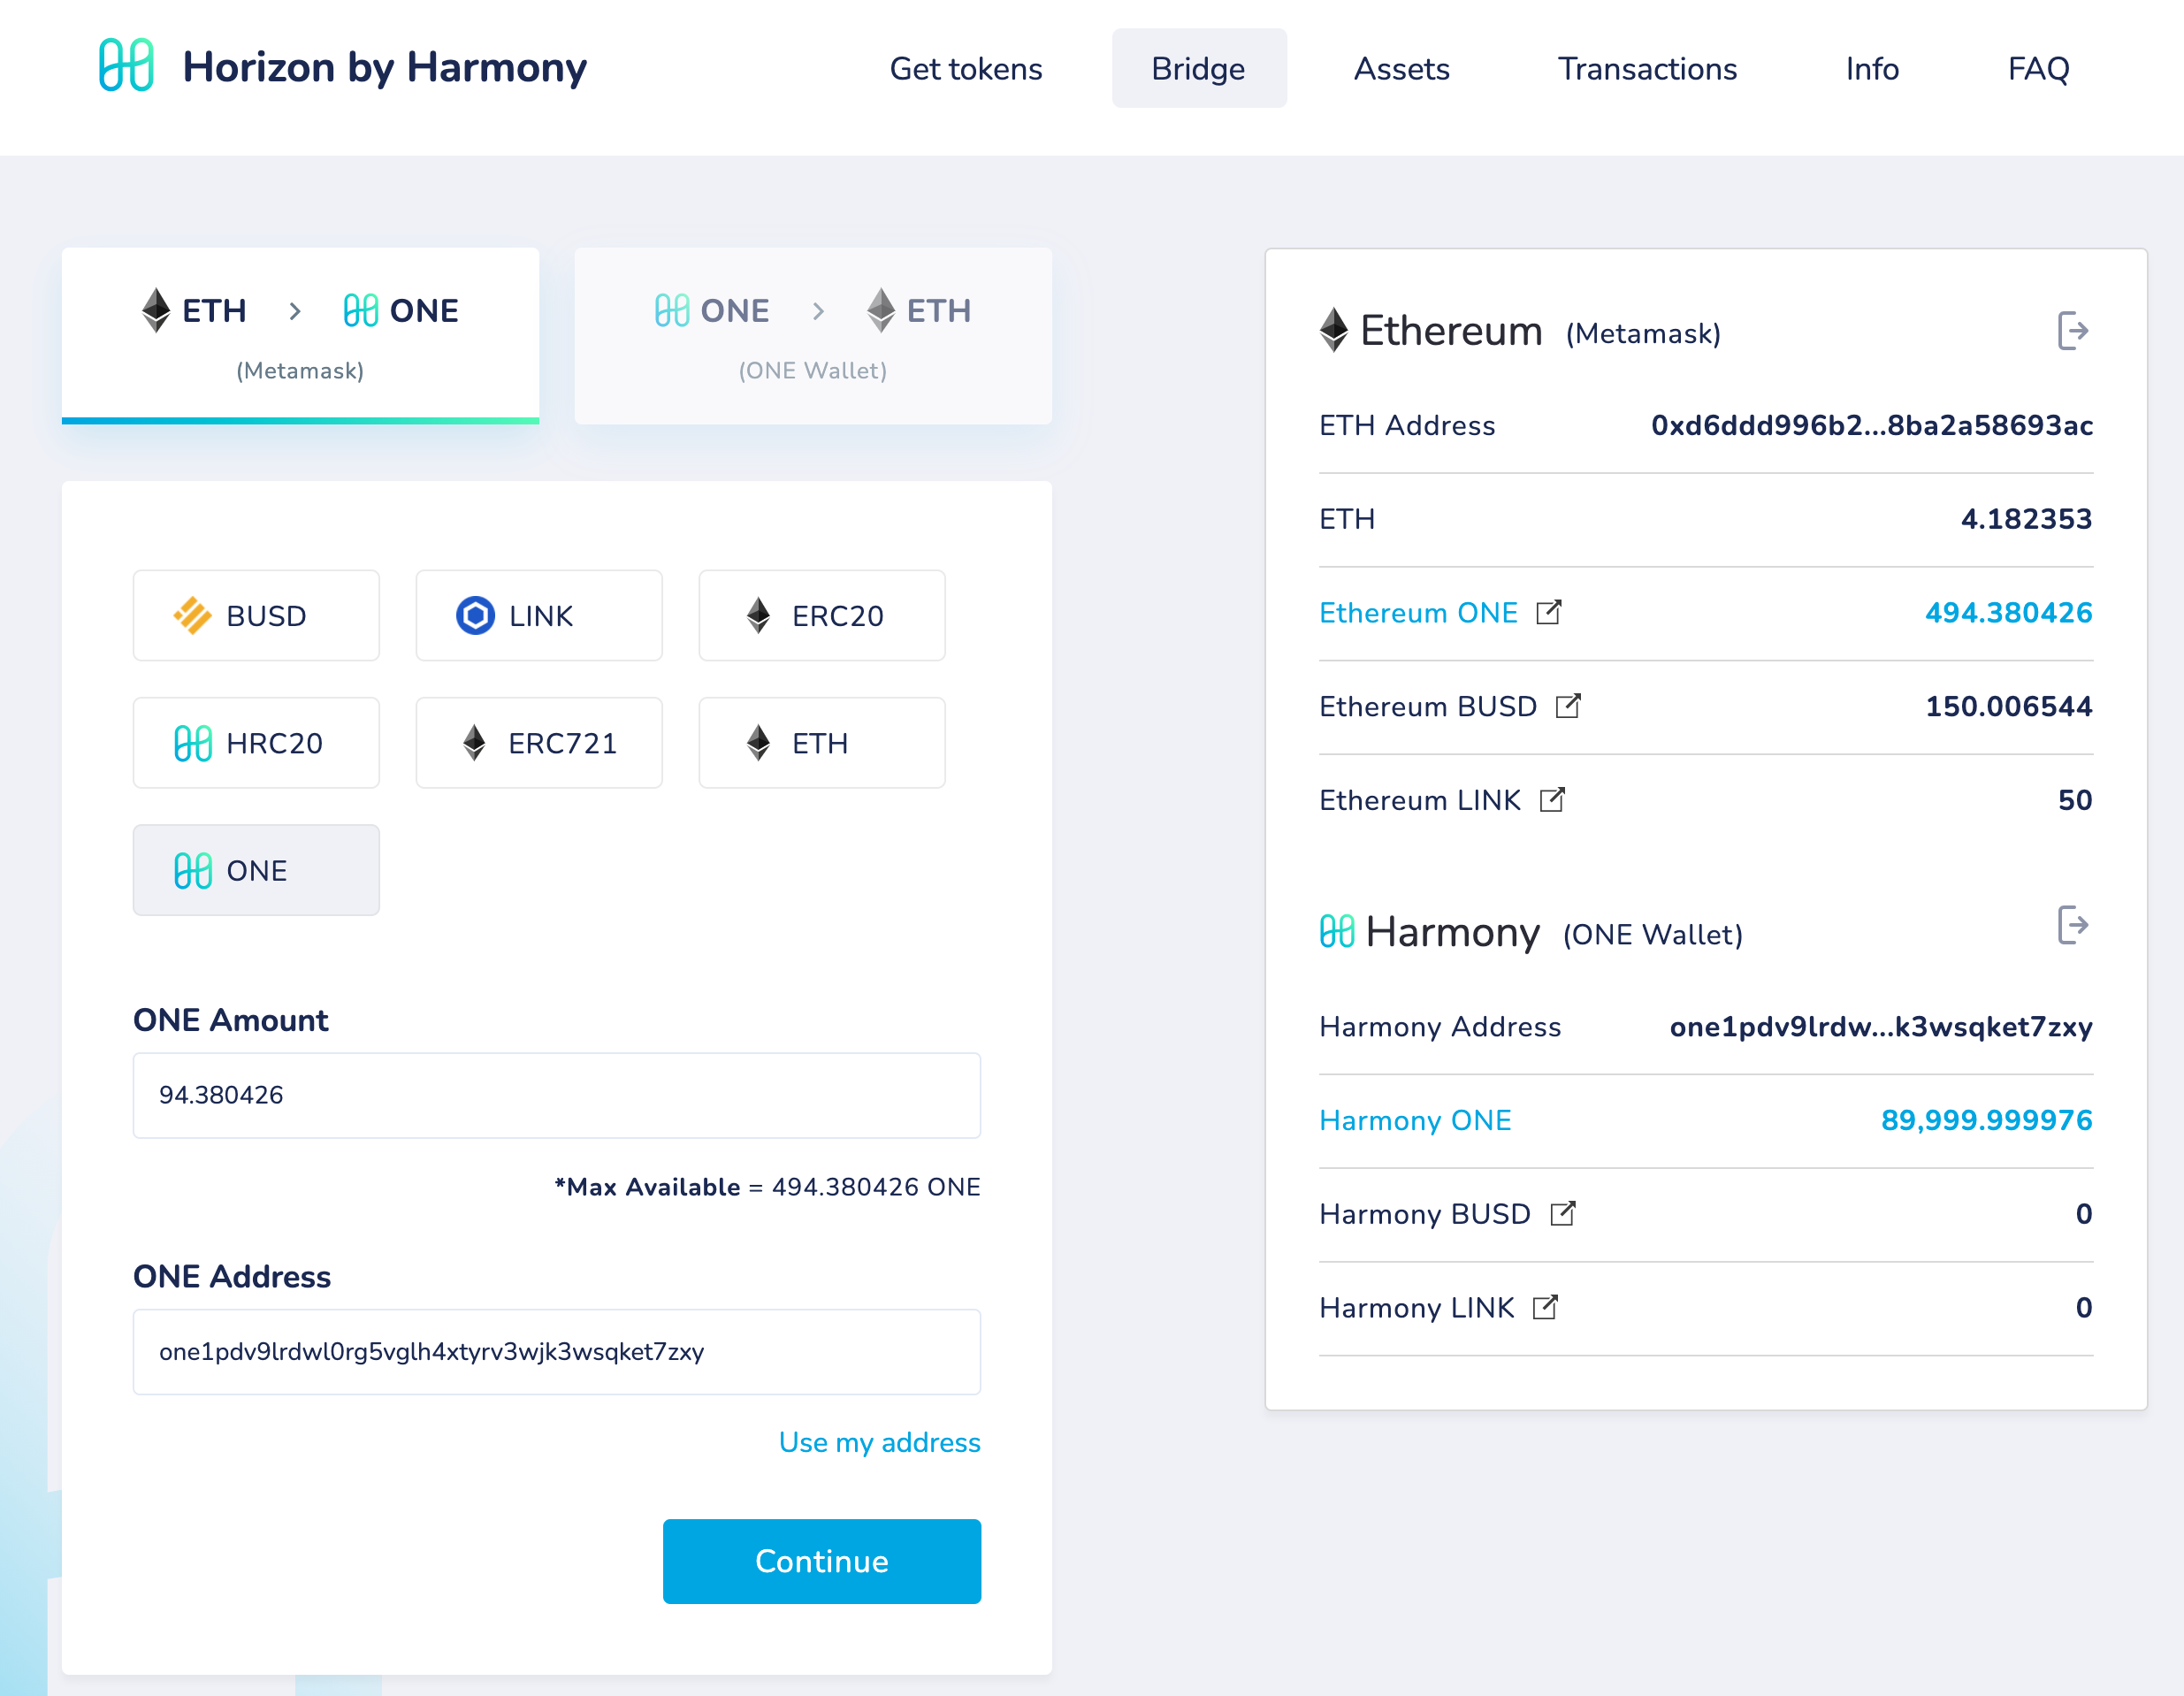 Horizon by Harmony
Get tokens
Bridge
Assets
Transactions
Info
FAQ
ETH > ONE
(Metamask)
ONE > ETH
(ONE Wallet)
BUSD
LINK
ERC20
HRC20
ERC721
ETH
ONE
ONE Amount
94.380426
*Max Available = 494.380426 ONE
ONE Address
one1pdv9lrdwl0rg5vglh4xtyrv3wjk3wsqket7zxy
Use my address
Continue
Ethereum (Metamask)
ETH Address 0xd6ddd996b2...8ba2a58693ac
ETH 4.182353
Ethereum ONE 494.380426
Ethereum BUSD 150.006544
Ethereum LINK 50
Harmony (ONE Wallet)
Harmony Address one1pdv9lrdw...k3wsqket7zxy
Harmony ONE 89,999.999976
Harmony BUSD 0
Harmony LINK 0